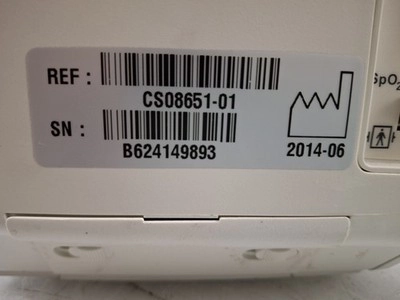 REF :
CS08651-01
SN :
B624149893
2014-06
SpO₂